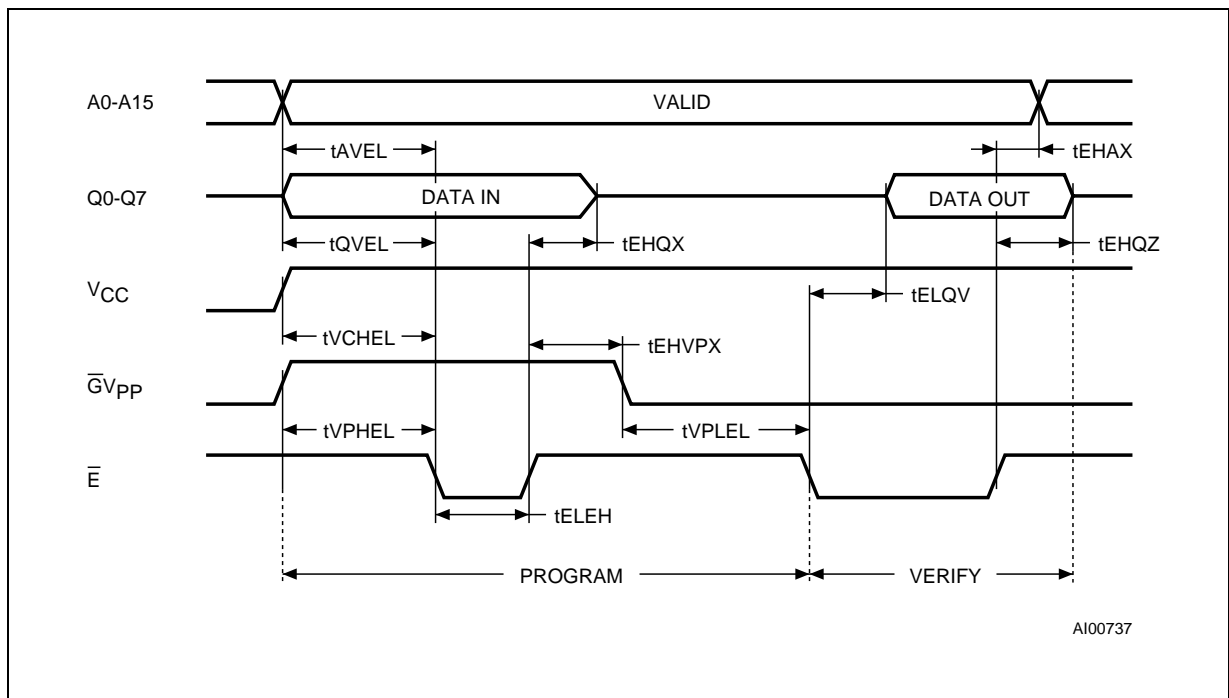 A0-A15
VALID
tAVEL
tEHAX
Q0-Q7
DATA IN
DATA OUT
tQVEL
tEHQX
tEHQZ
VCC
tELQV
tVCHEL
tEHVPX
G̅VPP
tVPHEL
tVPLEL
E̅
tELEH
PROGRAM
VERIFY
AI00737